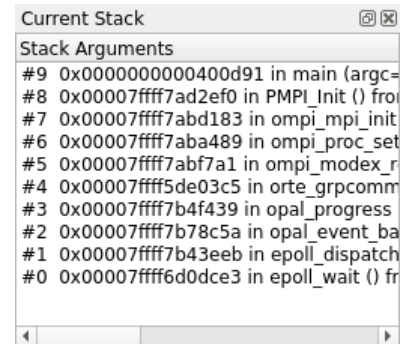 Current Stack
Stack Arguments
#9 0x0000000000400d91 in main (argc=
#8 0x00007ffff7ad2ef0 in PMPI_Init () fro
#7 0x00007ffff7abd183 in ompi_mpi_init
#6 0x00007ffff7aba489 in ompi_proc_set
#5 0x00007ffff7abf7a1 in ompi_modex_r
#4 0x00007ffff5de03c5 in orte_grpcomm
#3 0x00007ffff7b4f439 in opal_progress
#2 0x00007ffff7b78c5a in opal_event_ba
#1 0x00007ffff7b43eeb in epoll_dispatch
#0 0x00007ffff6d0dce3 in epoll_wait () fr